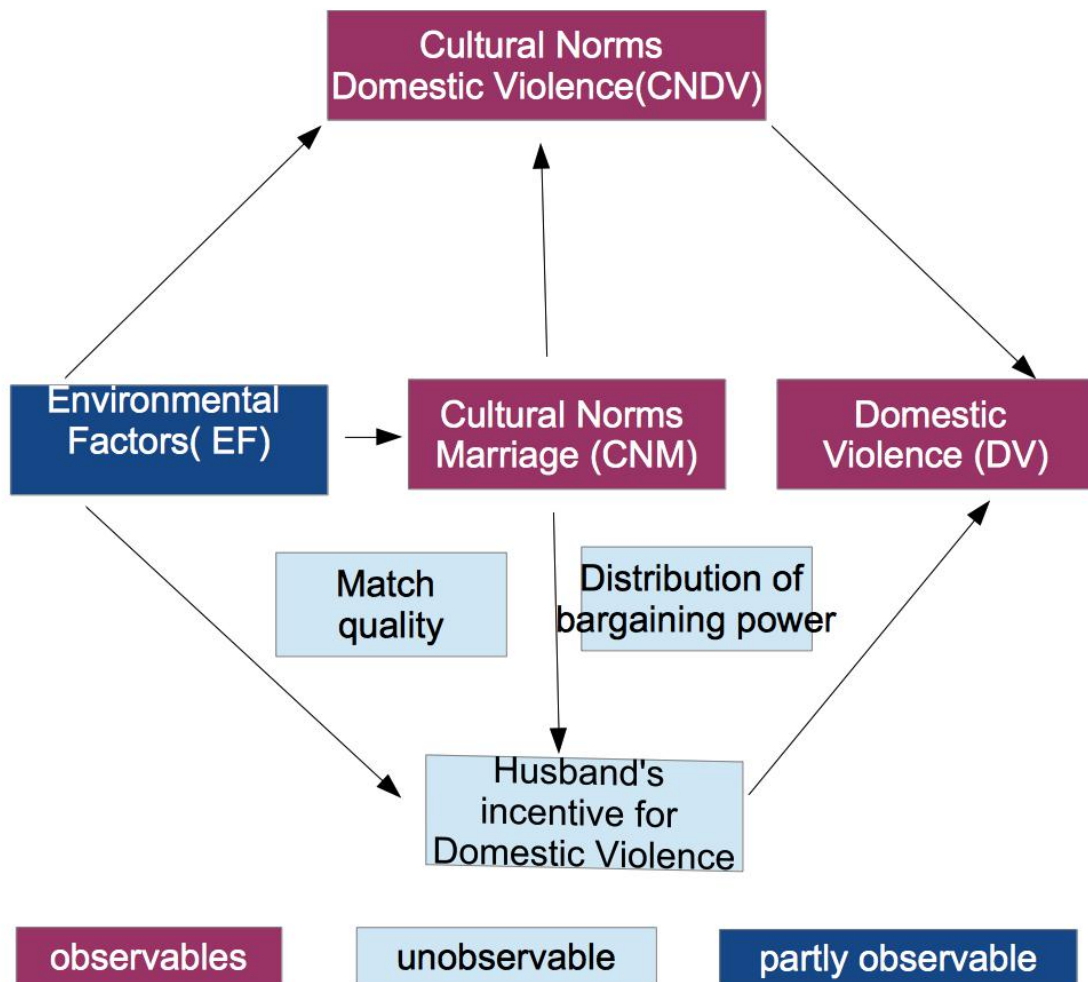 Cultural Norms
Domestic Violence(CNDV)
Environmental
Factors( EF)
Cultural Norms
Marriage (CNM)
Domestic
Violence (DV)
Match
quality
Distribution of
bargaining power
Husband's
incentive for
Domestic Violence
observables
unobservable
partly observable